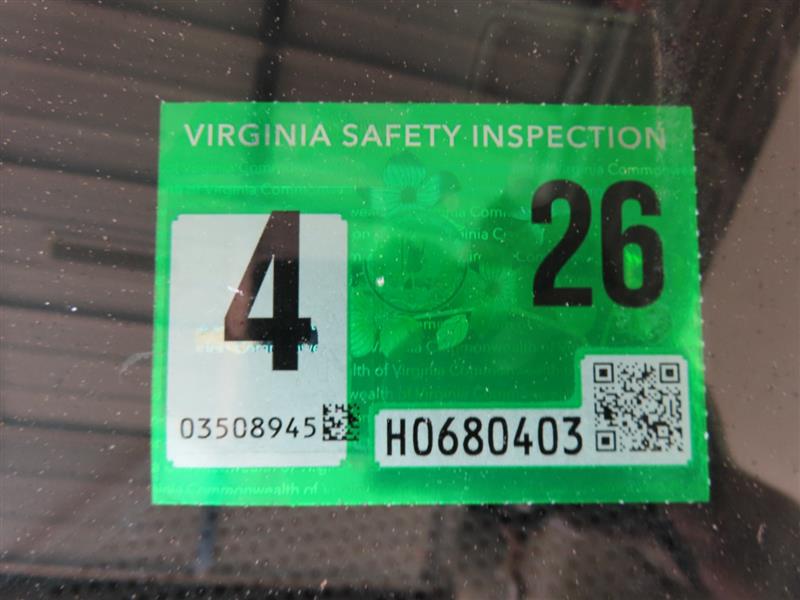 VIRGINIA SAFETY INSPECTION
4
26
03508945
H0680403